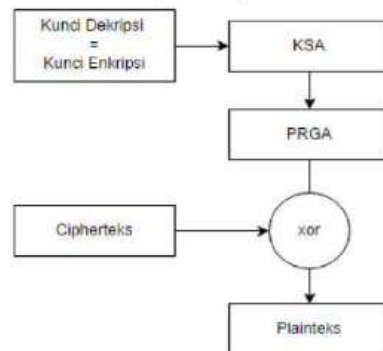 Kunci Dekripsi
=
Kunci Enkripsi
KSA
PRGA
Cipherteks
xor
Plainteks